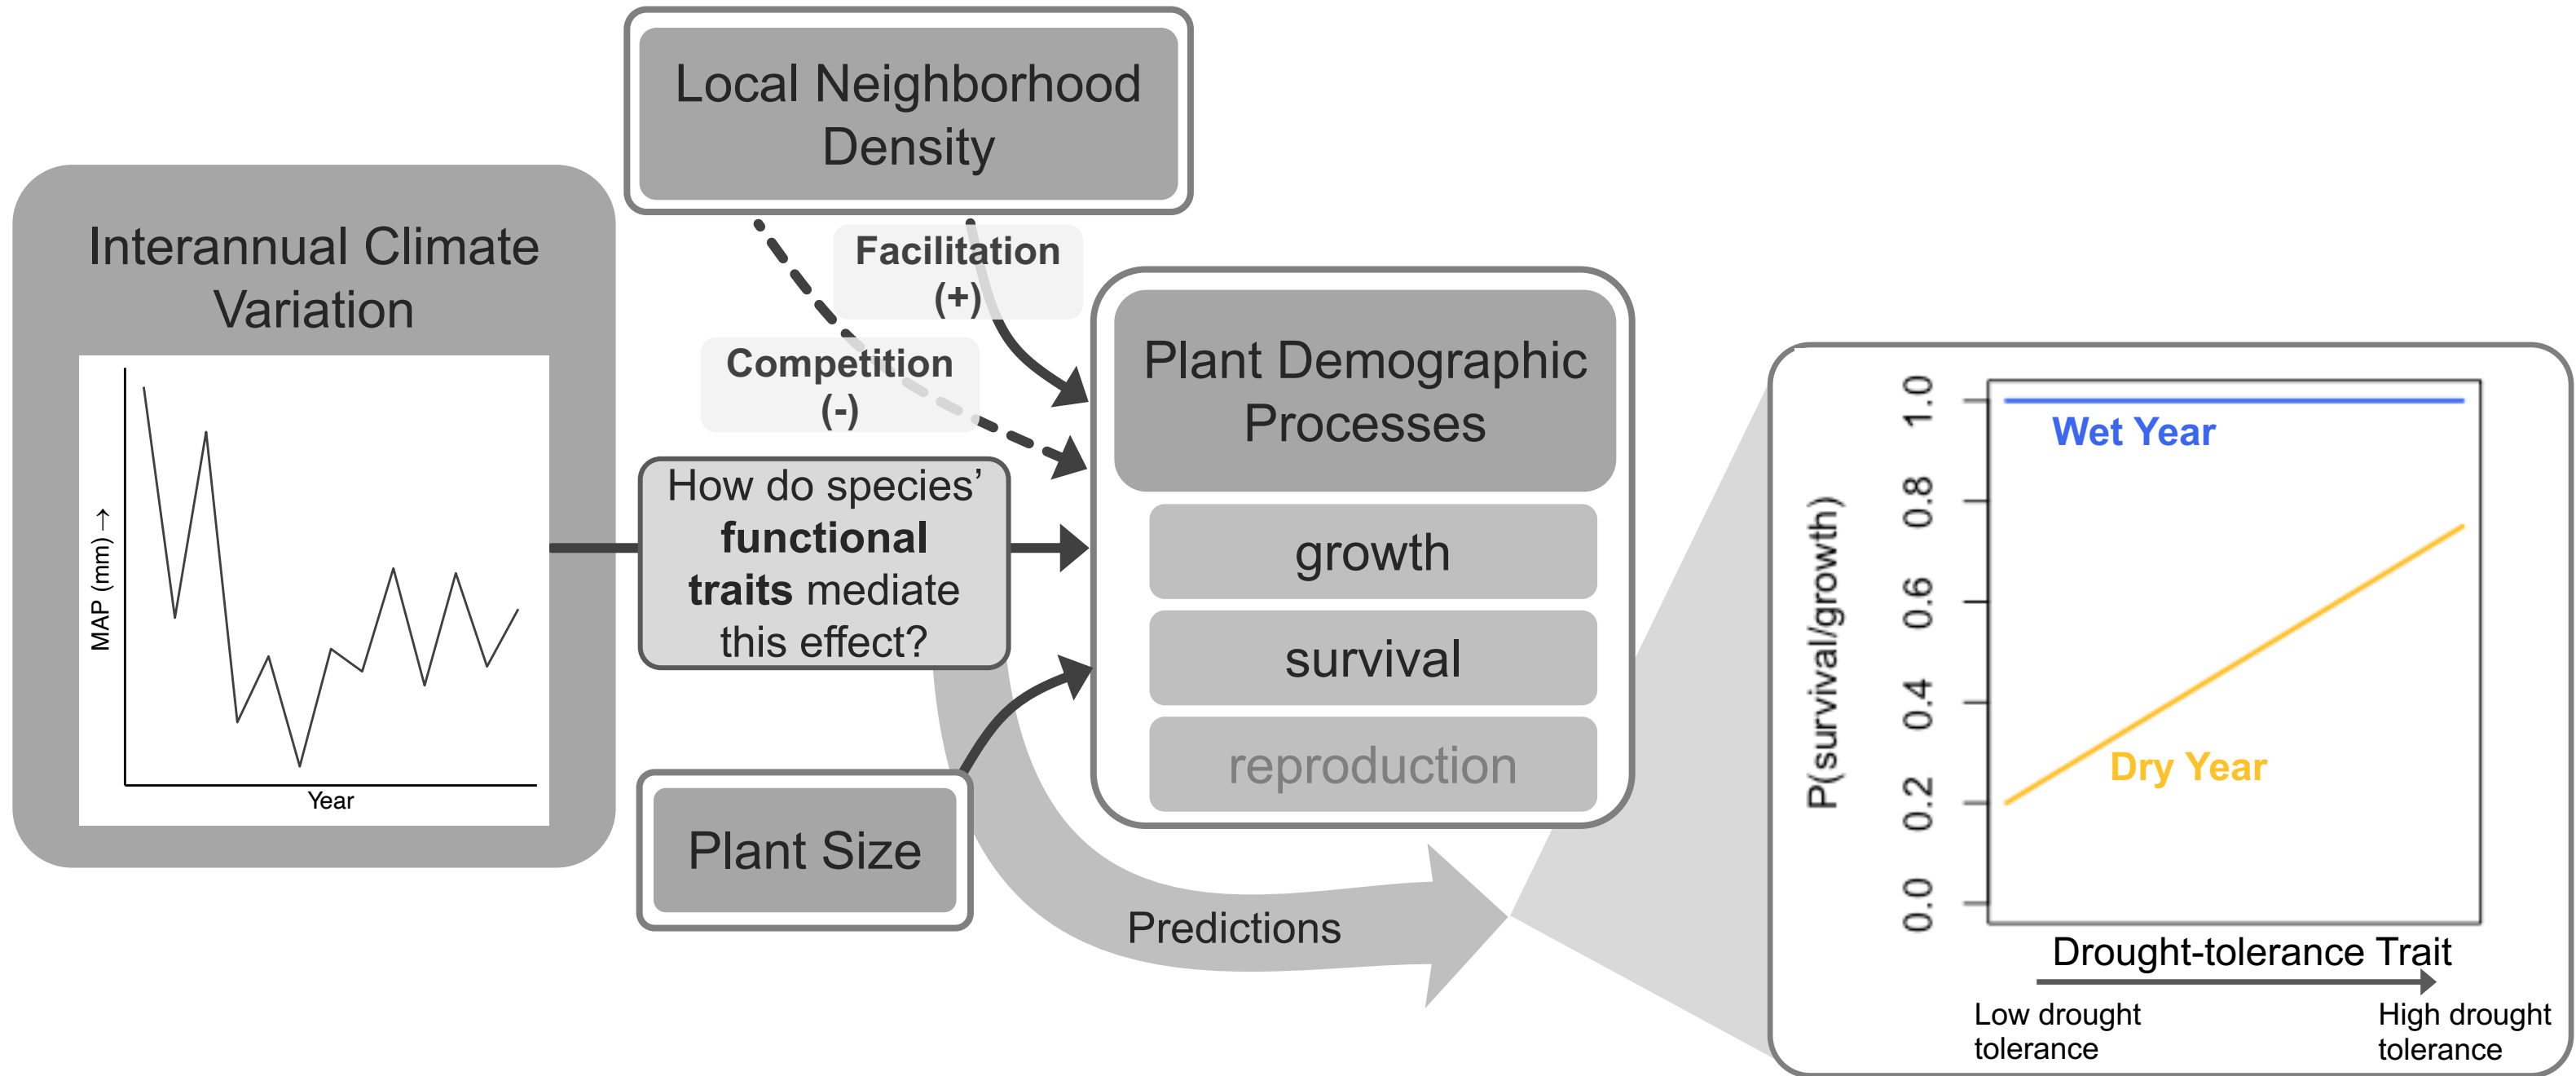 Local Neighborhood
Density
Interannual Climate
Variation
MAP (mm) →
Year
Facilitation
(+)
Competition
(-)
How do species’
functional
traits mediate
this effect?
Plant Size
Plant Demographic
Processes
growth
survival
reproduction
Predictions
P(survival/growth)
1.0
0.8
0.6
0.4
0.2
0.0
Wet Year
Dry Year
Drought-tolerance Trait
Low drought
tolerance
High drought
tolerance